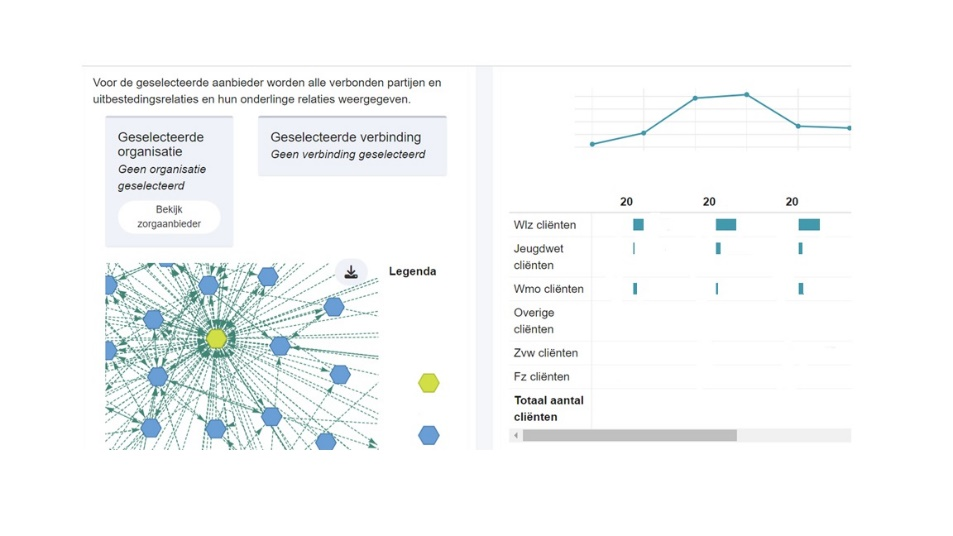 Voor de geselecteerde aanbieder worden alle verbonden partijen en
uitbestedingsrelaties en hun onderlinge relaties weergegeven.
Geselecteerde
organisatie
Geen organisatie
geselecteerd
Bekijk
zorgaanbieder
Geselecteerde verbinding
Geen verbinding geselecteerd
Legenda
20 20 20
Wlz cliënten
Jeugdwet
cliënten
Wmo cliënten
Overige
cliënten
Zvw cliënten
Fz cliënten
Totaal aantal
cliënten